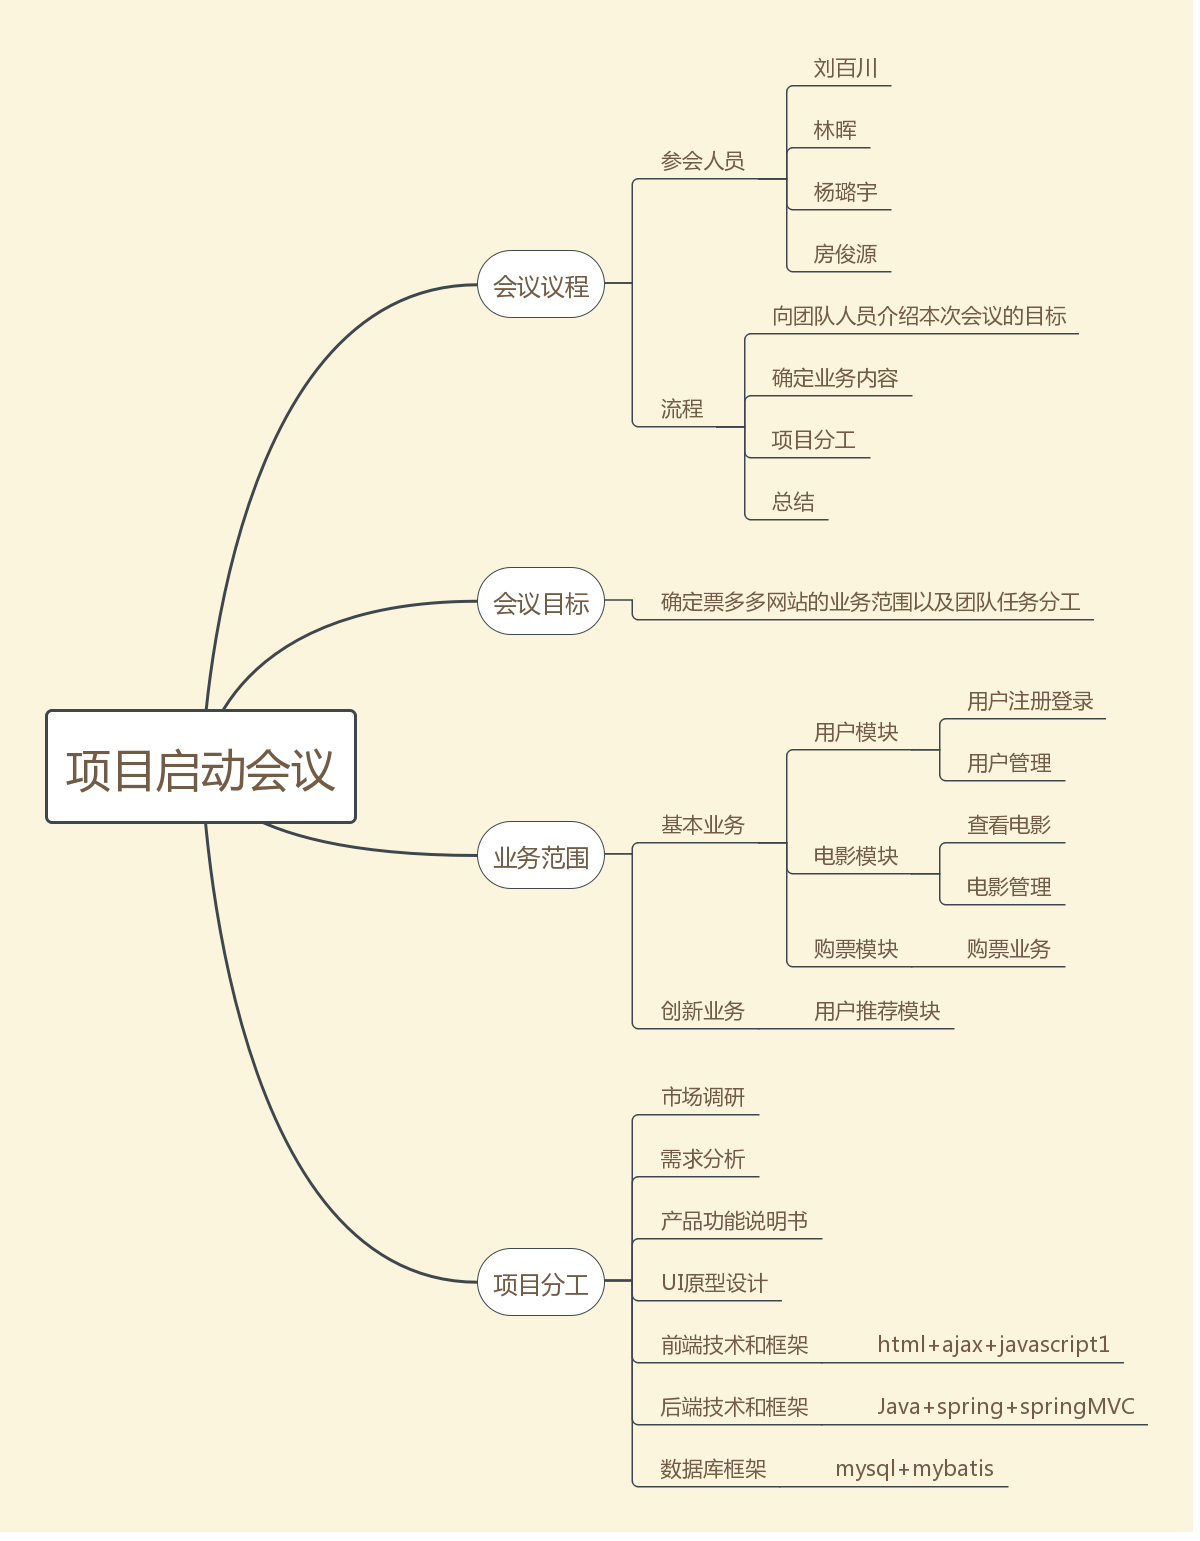 项目启动会议
会议议程
参会人员
刘百川
林晖
杨璐宇
房俊源
流程
向团队人员介绍本次会议的目标
确定业务内容
项目分工
总结
会议目标
确定票多多网站的业务范围以及团队任务分工
业务范围
基本业务
用户模块
用户注册登录
用户管理
电影模块
查看电影
电影管理
购票模块
购票业务
创新业务
用户推荐模块
项目分工
市场调研
需求分析
产品功能说明书
UI原型设计
前端技术和框架
html+ajax+javascript1
后端技术和框架
Java+spring+springMVC
数据库框架
mysql+mybatis